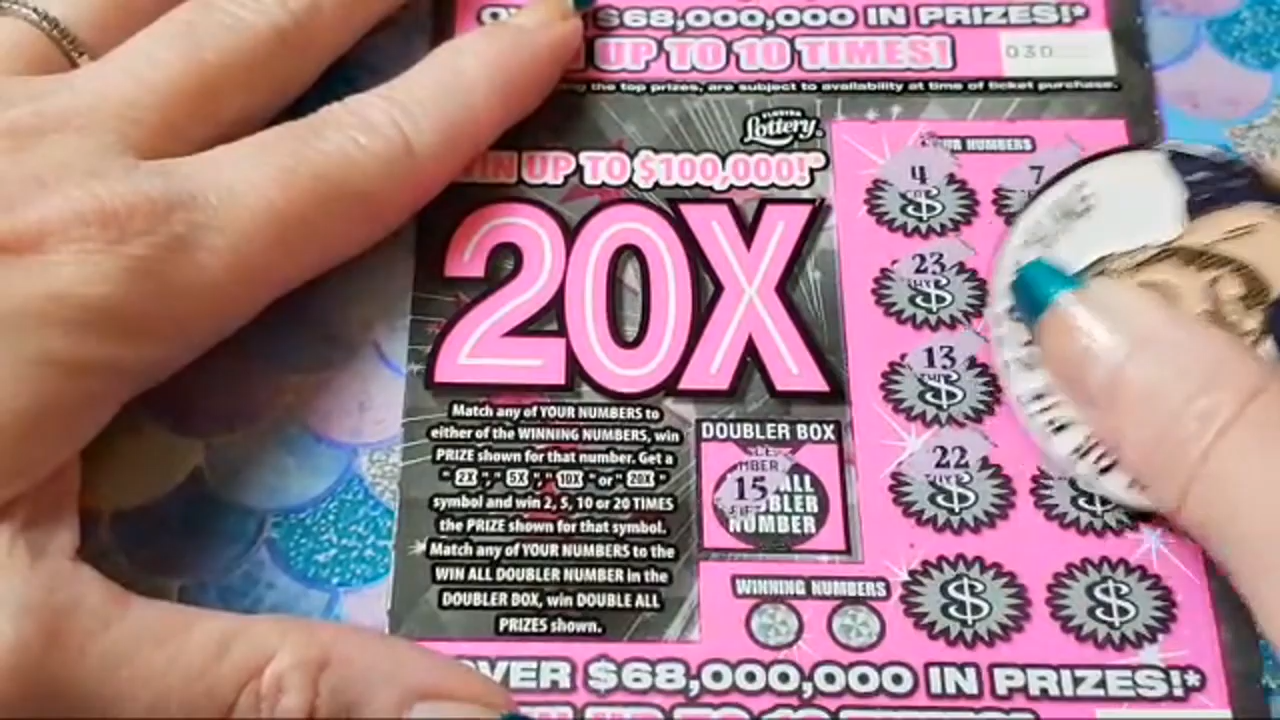 $68,000,000 IN PRIZES!*
UP TO 10 TIMES!
030
the top prizes, are subject to availability at time of ticket purchase.
FLORIDA
Lottery
UP TO $100,000!*
20X
Match any of YOUR NUMBERS to
either of the WINNING NUMBERS, win
PRIZE shown for that number. Get a
"2X", "5X", "10X" or "20X"
symbol and win 2, 5, 10 or 20 TIMES
the PRIZE shown for that symbol.
Match any of YOUR NUMBERS to the
WIN ALL DOUBLER NUMBER in the
DOUBLER BOX, win DOUBLE ALL
PRIZES shown.
DOUBLER BOX
15
NUMBER
NUMBERS
4 7
$
23
$
13
$
22
$
$ $
WINNING NUMBERS
$68,000,000 IN PRIZES!*